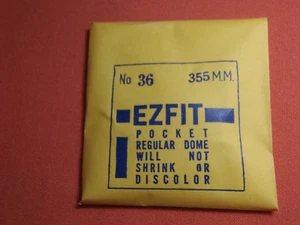 No 36 355 M.M.
EZFIT
POCKET
REGULAR DOME
WILL NOT
SHRINK OR
DISCOLOR